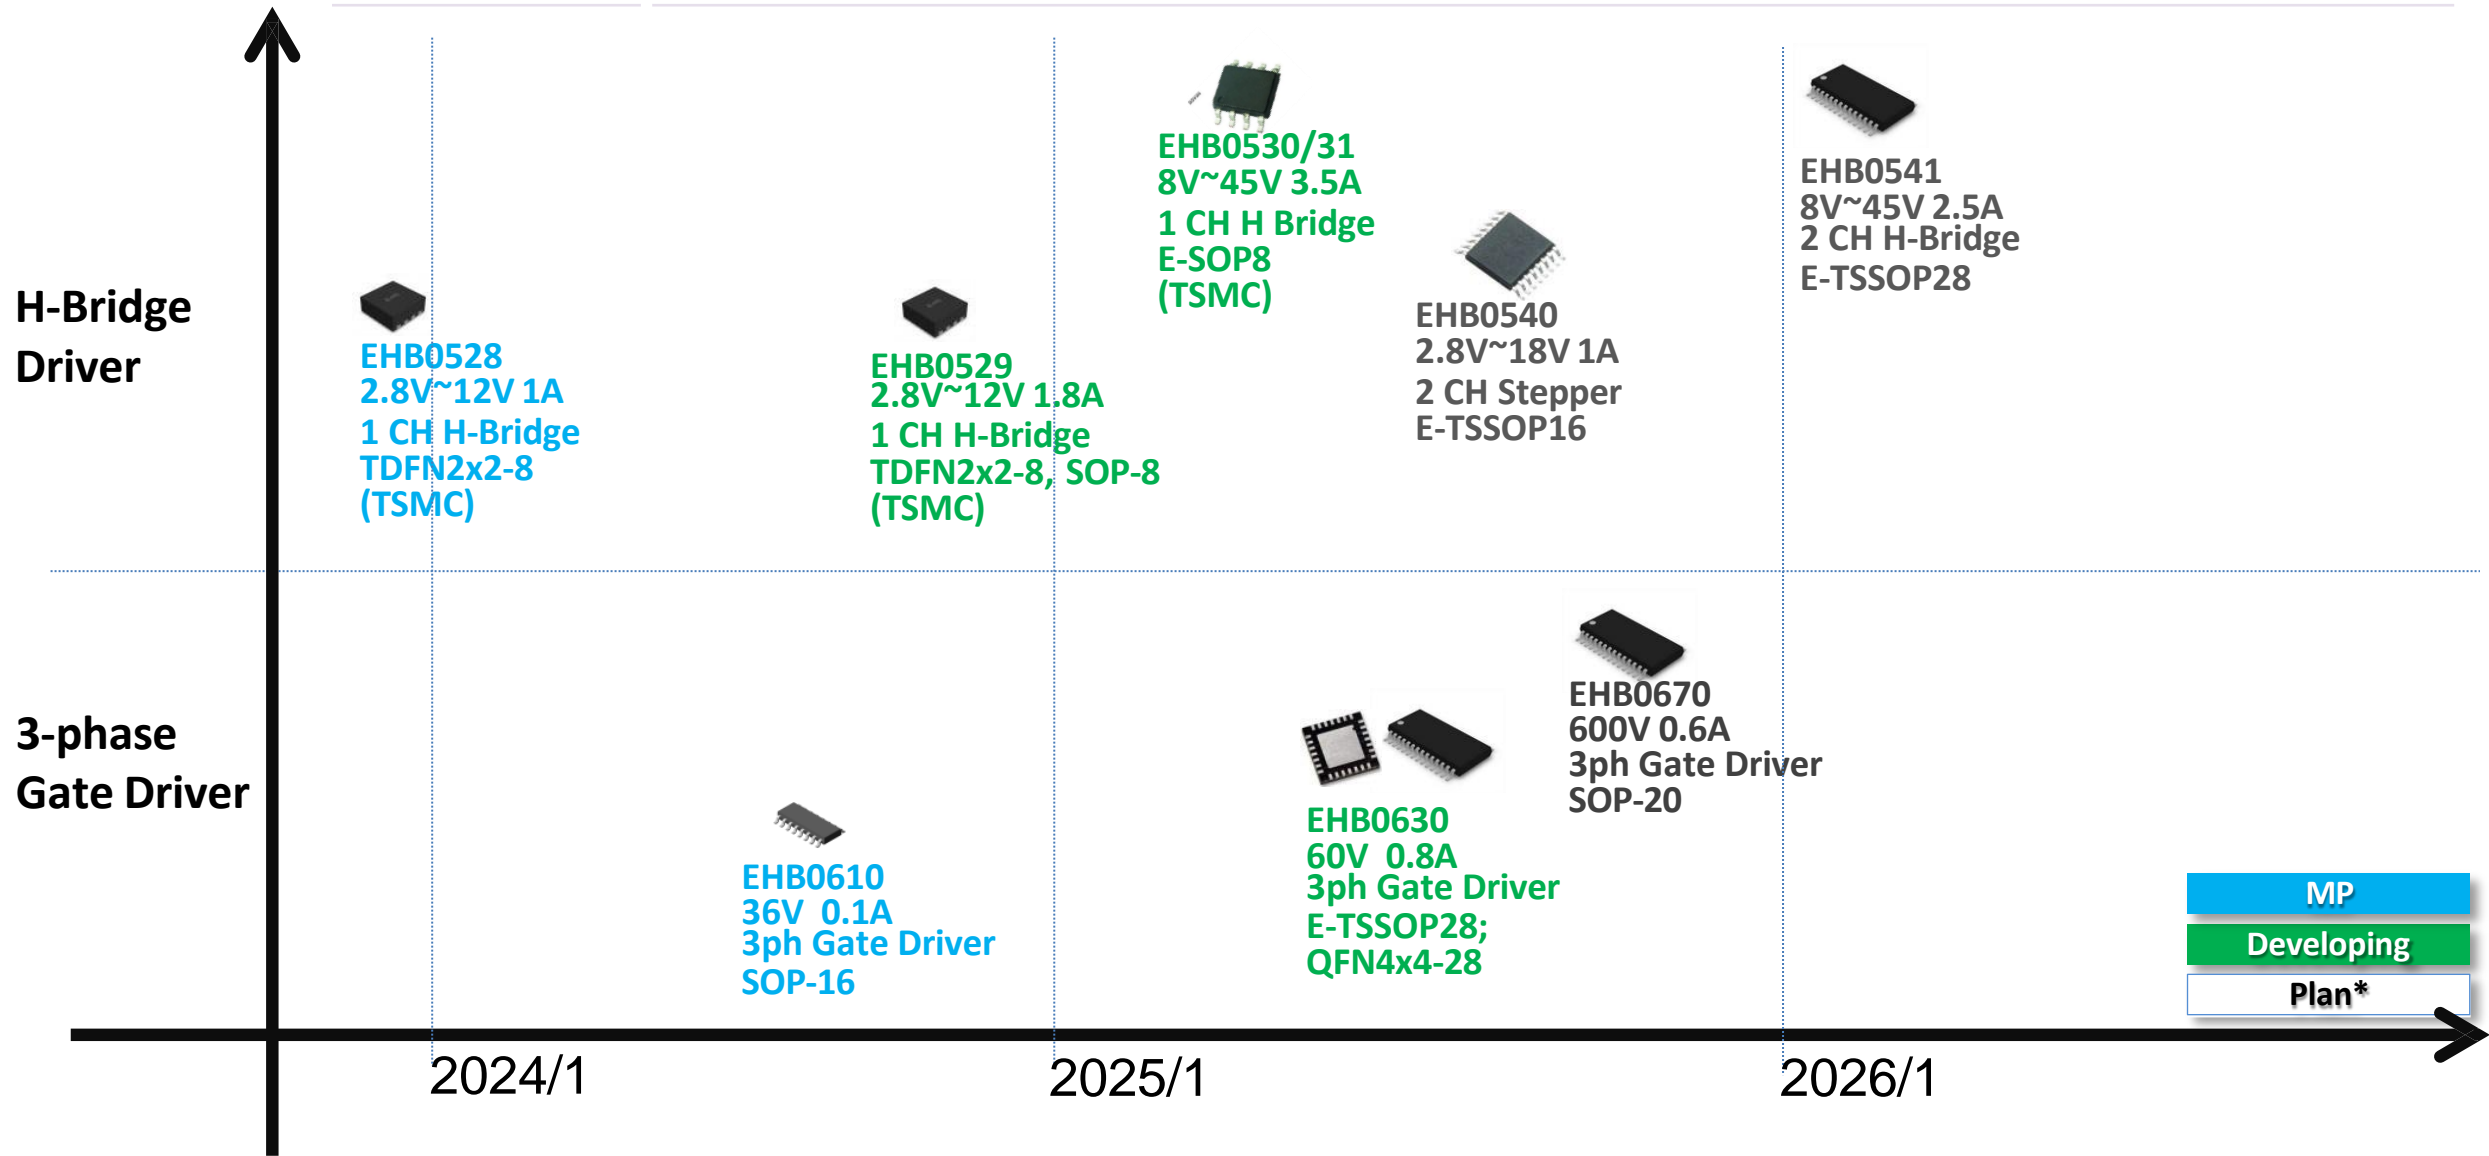 H-Bridge
Driver
EHB0528
2.8V~12V 1A
1 CH H-Bridge
TDFN2x2-8
(TSMC)
EHB0529
2.8V~12V 1.8A
1 CH H-Bridge
TDFN2x2-8, SOP-8
(TSMC)
EHB0530/31
8V~45V 3.5A
1 CH H Bridge
E-SOP8
(TSMC)
EHB0540
2.8V~18V 1A
2 CH Stepper
E-TSSOP16
EHB0541
8V~45V 2.5A
2 CH H-Bridge
E-TSSOP28
3-phase
Gate Driver
EHB0610
36V 0.1A
3ph Gate Driver
SOP-16
EHB0630
60V 0.8A
3ph Gate Driver
E-TSSOP28;
QFN4x4-28
EHB0670
600V 0.6A
3ph Gate Driver
SOP-20
MP
Developing
Plan*
2024/1
2025/1
2026/1